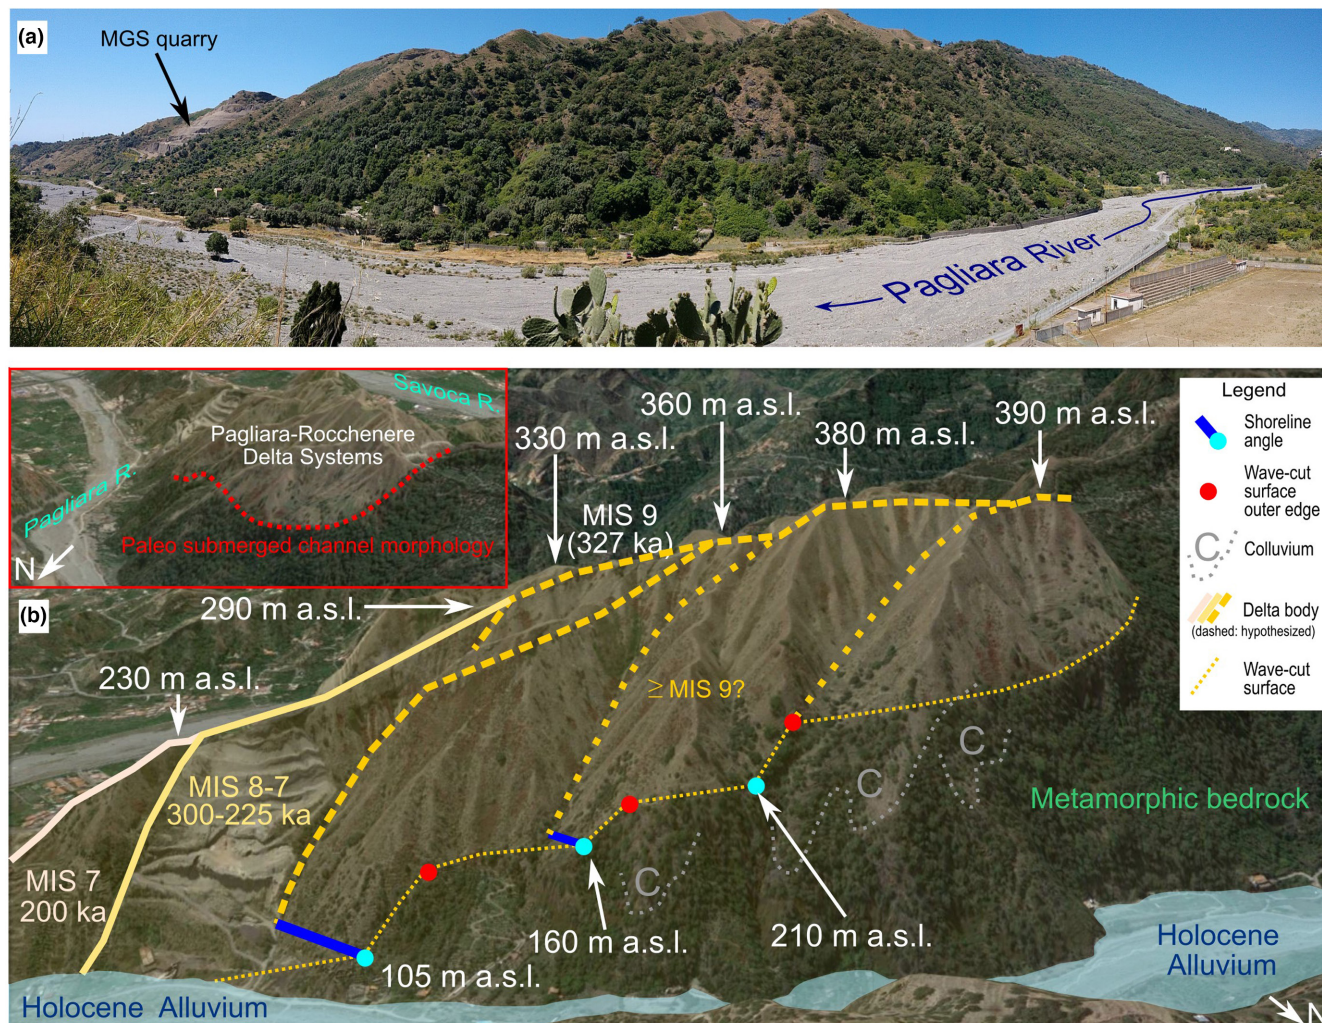 (a)
MGS quarry
Pagliara River
Savoca R.
Pagliara-Rocchenere
Delta Systems
Pagliara R.
Paleo submerged channel morphology
N
(b)
330 m a.s.l.
360 m a.s.l.
380 m a.s.l.
390 m a.s.l.
MIS 9
(327 ka)
290 m a.s.l.
230 m a.s.l.
≥ MIS 9?
MIS 8-7
300-225 ka
MIS 7
200 ka
C
C
C
Metamorphic bedrock
105 m a.s.l.
160 m a.s.l.
210 m a.s.l.
Holocene Alluvium
Holocene
Alluvium
N
Legend
Shoreline
angle
Wave-cut
surface
outer edge
C
Colluvium
Delta body
(dashed: hypothesized)
Wave-cut
surface